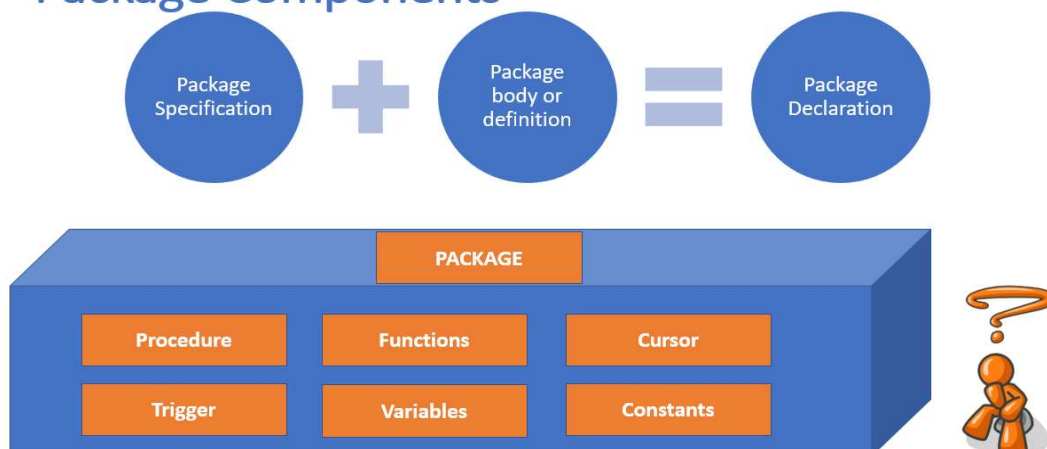 Package Components
Package
Specification
Package
body or
definition
Package
Declaration
PACKAGE
Procedure
Functions
Cursor
Trigger
Variables
Constants